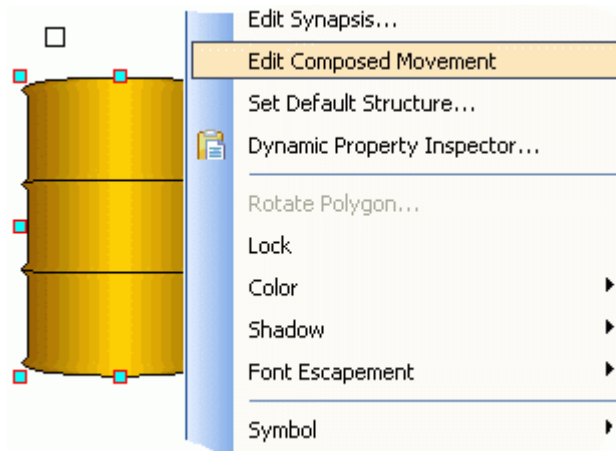 Edit Synapsis...
Edit Composed Movement
Set Default Structure...
Dynamic Property Inspector...
Rotate Polygon...
Lock
Color
Shadow
Font Escapement
Symbol